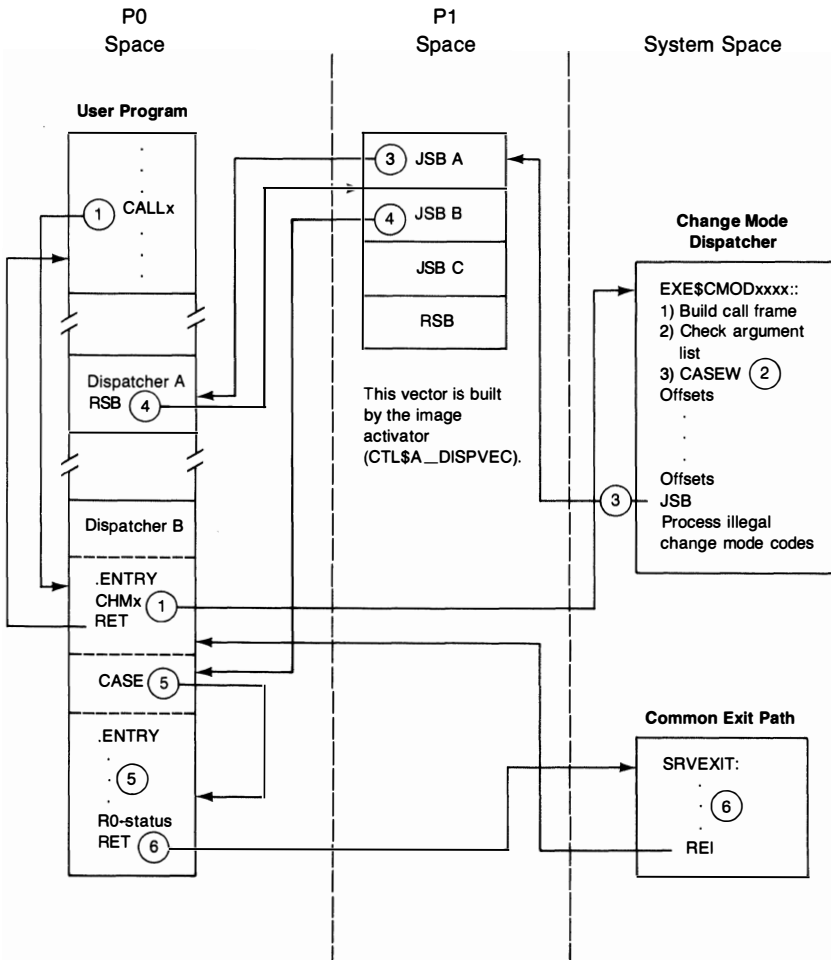 P0
Space
P1
Space
System Space
User Program
1 CALLx
Dispatcher A
RSB 4
Dispatcher B
.ENTRY
CHMx 1
RET
CASE 5
.ENTRY
5
R0-status
RET 6
3 JSB A
4 JSB B
JSB C
RSB
This vector is built
by the image
activator
(CTL$A_DISPVEC).
Change Mode
Dispatcher
EXE$CMODxxxx::
1) Build call frame
2) Check argument
list
3) CASEW 2
Offsets
Offsets
3 JSB
Process illegal
change mode codes
Common Exit Path
SRVEXIT:
6
REI